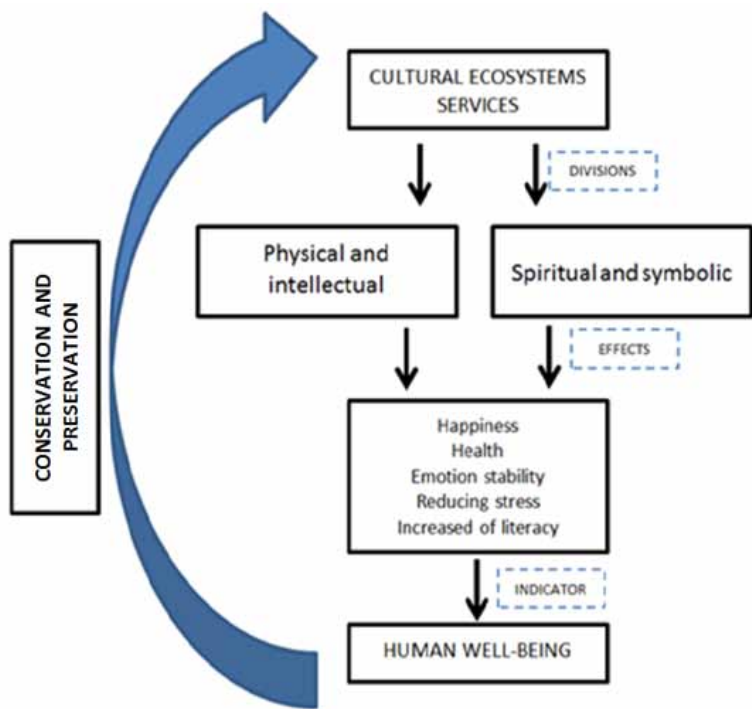 CULTURAL ECOSYSTEMS
SERVICES
DIVISIONS
Physical and
intellectual
Spiritual and symbolic
EFFECTS
CONSERVATION AND
PRESERVATION
Happiness
Health
Emotion stability
Reducing stress
Increased of literacy
INDICATOR
HUMAN WELL-BEING